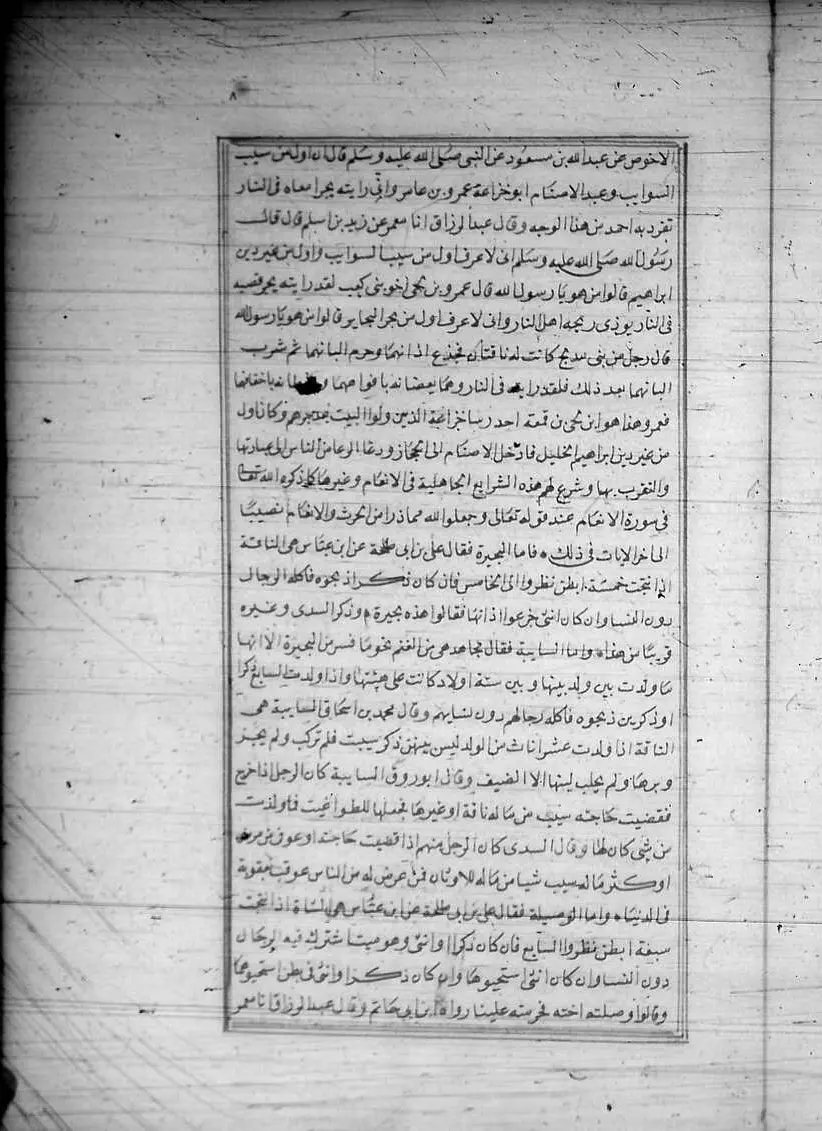 الاحوص عن عبد الله بن مسعود عن النبي صلى الله عليه وسلم قال ان اول من سيب
السوايب وعبد الاصنام ابو خزاعة عمرو بن عامر واني رايته يجر امعاه في النار
تفرد به احمد من هذا الوجه وقال عبد الرزاق انا معمر عن زيد بن اسلم قال قال
رسول الله صلى الله عليه وسلم اني لاعرف اول من سيب السوايب واول من غير دين
ابراهيم قالوا من هو يا رسول الله قال عمرو بن لحي اخو بني كعب لقد رايته يجر قصبه
في النار يوذي ريحه اهل النار واني لاعرف اول من بحر البحاير قالوا من هو يا رسول الله
قال رجل من بني مدلج كانت له ناقتان فجدع اذانهما وحرم البانهما ثم شرب
البانهما بعد ذلك فلقد رايته في النار وهما يعضانه بافواههما باخفافهما
فعمرو هذا هو ابن لحي بن قمعة احد روسا خزاعة الذين ولوا البيت بعد جرهم وكان اول
من غير دين ابراهيم الخليل فادخل الاصنام الى الحجاز ودعا الرعا من الناس الى عبادتها
والتقرب بها وشرع لهم هذه الشرايع الجاهلية في الانعام وغيرها كما ذكره الله تعالى
في سورة الانعام عند قوله تعالى وجعلوا لله مما ذرا من الحرث والانعام نصيبا
الى اخر الايات في ذلك • فاما البحيرة فقال علي بن ابي طلحة عن ابن عباس هي الناقة
اذا نتجت خمسة ابطن نظروا الى الخامس فان كان ذكرا ذبحوه فاكله الرجال
دون النسا وان كان انثى جدعوا اذانها فقالوا هذه بحيرة وذكر السدي وغيره
قريبا من هذا • واما السايبة فقال مجاهد هي من الغنم نحو ما فسر من البحيرة الا انها
ما ولدت من ولد بينها وبين ستة اولاد كانت على هيئتها واذا ولدت السابع ذكرا
او ذكرين ذبحوه فاكله رجالهم دون نسايهم وقال محمد بن اسحاق السايبة هي
الناقة اذا ولدت عشر اناث من الولد ليس بينهن ذكر سيبت فلم تركب ولم يجز
وبرها ولم يحلب لبنها الا لضيف وقال ابو روق السايبة كان الرجل اذا خرج
فقضيت حاجته سيب من ماله ناقة او غيرها فجعلها للطواغيت فما ولدت
من شي كان لها وقال السدي كان الرجل منهم اذا قضيت حاجته او عوفي من مرض
او كثر ماله سيب شيا من ماله للاوثان فمن عرض له من الناس عوقب بعقوبة
في الدنيا • واما الوصيلة فقال علي بن ابي طلحة عن ابن عباس هي الشاة اذا نتجت
سبعة ابطن نظروا السابع فان كان ذكرا وانثى وهو ميت اشترك فيه الرجال
دون النسا وان كان انثى استحيوها وان كان ذكرا وانثى في بطن استحيوهما
وقالوا وصلته اخته فحرمته علينا رواه ابن ابي حاتم وقال عبد الرزاق انا معمر